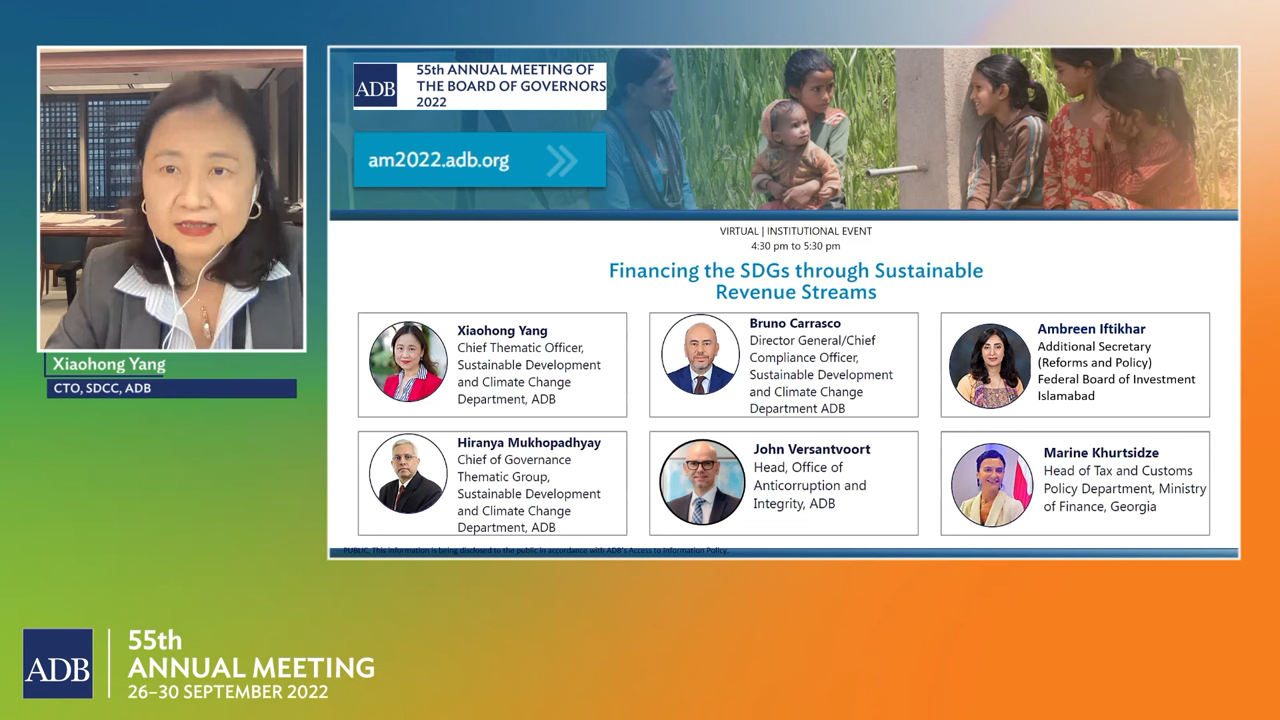 ADB
55th ANNUAL MEETING OF
THE BOARD OF GOVERNORS
2022
am2022.adb.org
VIRTUAL | INSTITUTIONAL EVENT
4:30 pm to 5:30 pm
Financing the SDGs through Sustainable
Revenue Streams
Xiaohong Yang
Chief Thematic Officer,
Sustainable Development
and Climate Change
Department, ADB
Bruno Carrasco
Director General/Chief
Compliance Officer,
Sustainable Development
and Climate Change
Department ADB
Ambreen Iftikhar
Additional Secretary
(Reforms and Policy)
Federal Board of Investment
Islamabad
Hiranya Mukhopadhyay
Chief of Governance
Thematic Group,
Sustainable Development
and Climate Change
Department, ADB
John Versantvoort
Head, Office of
Anticorruption and
Integrity, ADB
Marine Khurtsidze
Head of Tax and Customs
Policy Department, Ministry
of Finance, Georgia
PUBLIC. This information is being disclosed to the public in accordance with ADB's Access to Information Policy.
Xiaohong Yang
CTO, SDCC, ADB
ADB
55th
ANNUAL MEETING
26–30 SEPTEMBER 2022